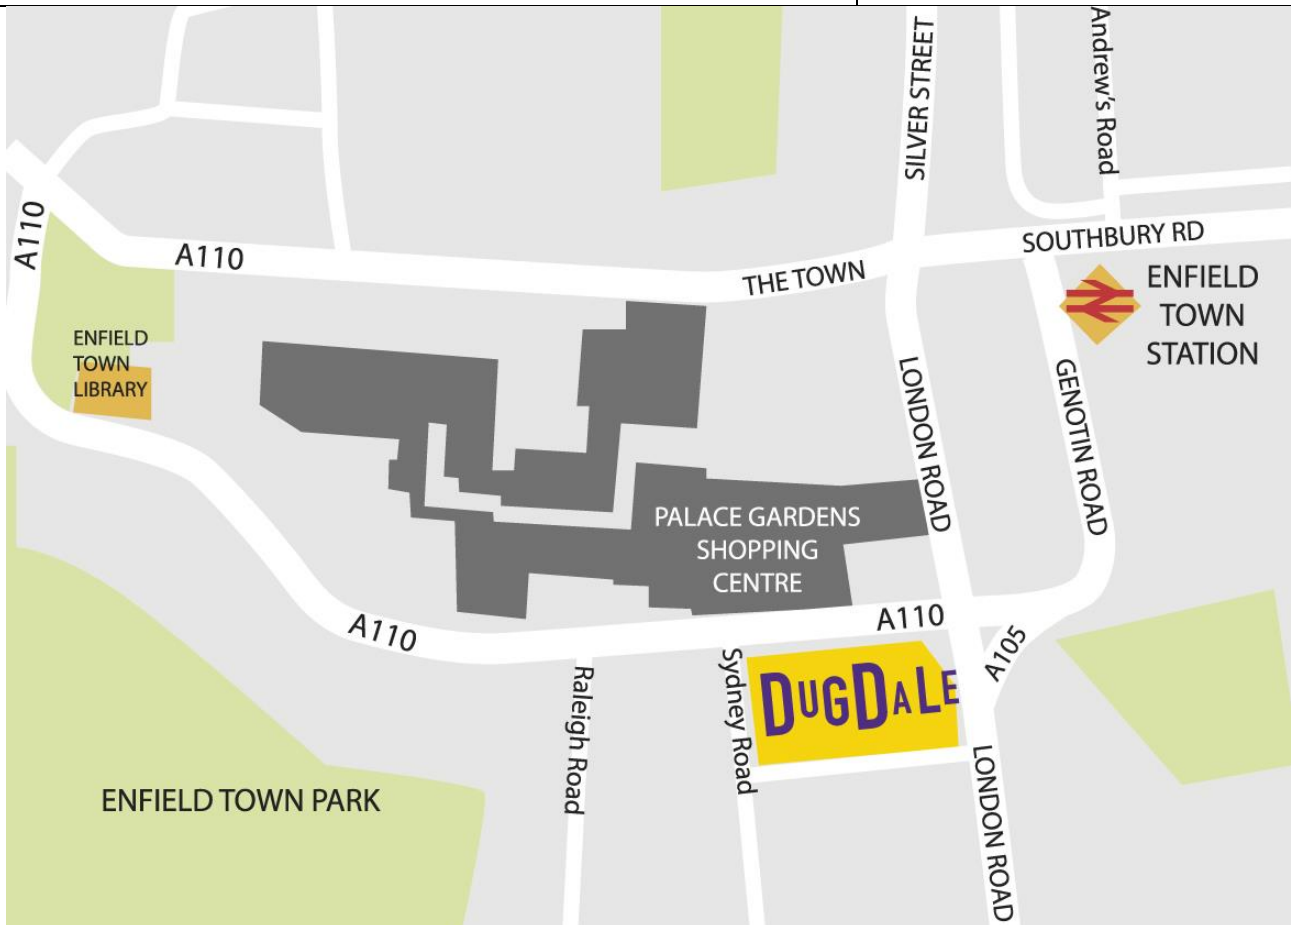 SILVER STREET
Andrew's Road
A110
A110
THE TOWN
SOUTHBURY RD
ENFIELD
TOWN
STATION
ENFIELD
TOWN
LIBRARY
LONDON ROAD
GENOTIN ROAD
PALACE GARDENS
SHOPPING
CENTRE
A110
A110
A105
Raleigh Road
Sydney Road
DUGDALE
ENFIELD TOWN PARK
LONDON ROAD